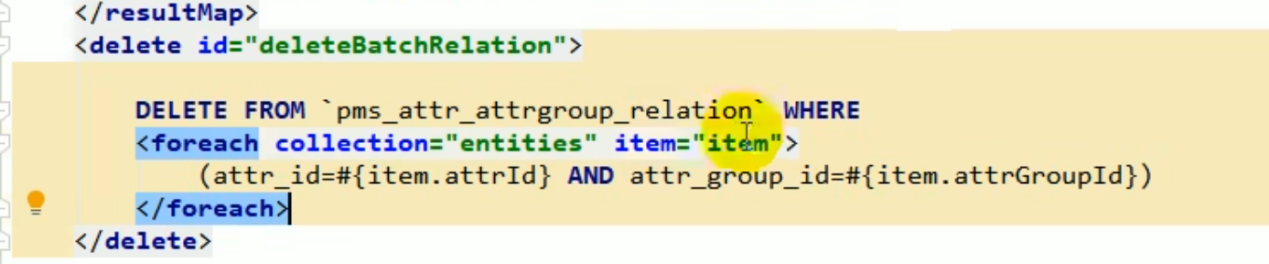 </resultMap>
<delete id="deleteBatchRelation">
DELETE FROM `pms_attr_attrgroup_relation` WHERE
<foreach collection="entities" item="item">
(attr_id=#{item.attrId} AND attr_group_id=#{item.attrGroupId})
</foreach>
</delete>